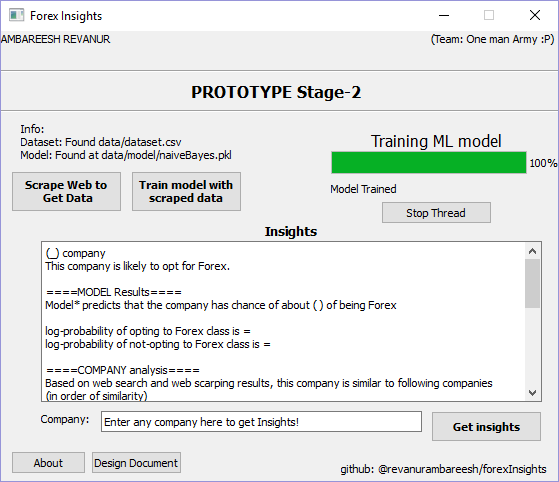 Forex Insights
AMBAREESH REVANUR
(Team: One man Army :P)
PROTOTYPE Stage-2
Info:
Dataset: Found data/dataset.csv
Model: Found at data/model/naiveBayes.pkl
Training ML model
100%
Model Trained
Scrape Web to
Get Data
Train model with
scraped data
Stop Thread
Insights
(_) company
This company is likely to opt for Forex.
====MODEL Results====
Model* predicts that the company has chance of about ( ) of being Forex
log-probability of opting to Forex class is =
log-probability of not-opting to Forex class is =
====COMPANY analysis====
Based on web search and web scarping results, this company is similar to following companies
(in order of similarity)
Company:
Enter any company here to get Insights!
Get insights
About
Design Document
github: @revanurambareesh/forexInsights